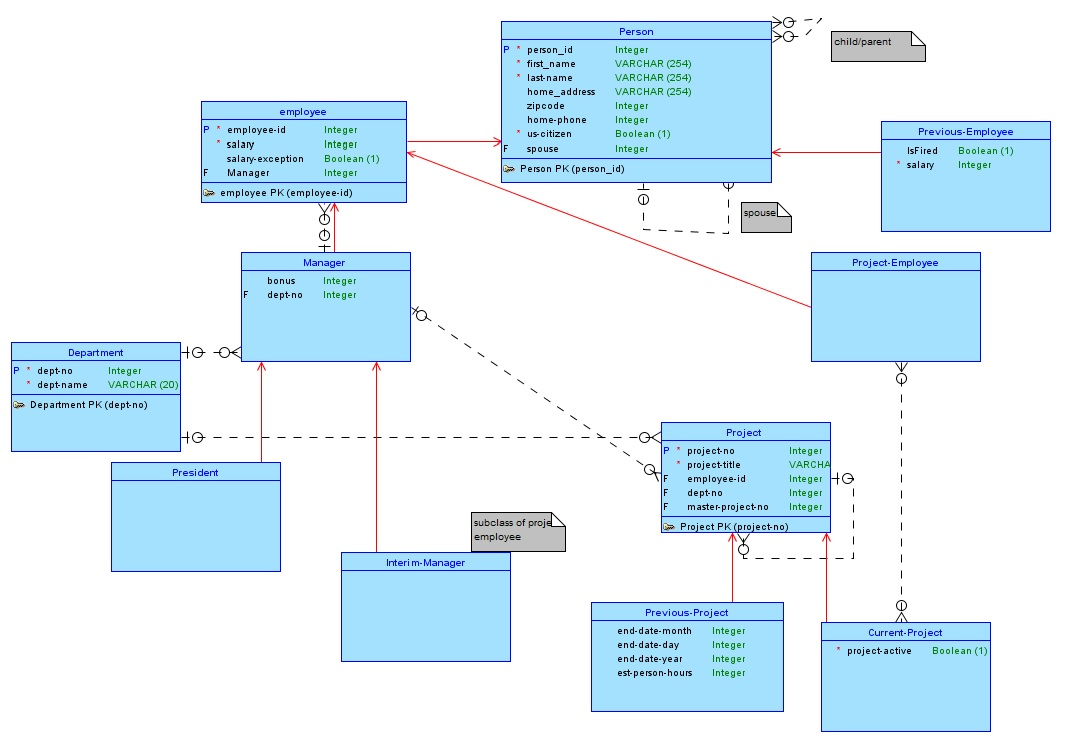 Person
P * person_id Integer
* first_name VARCHAR (254)
* last-name VARCHAR (254)
home_address VARCHAR (254)
zipcode Integer
home-phone Integer
* us-citizen Boolean (1)
F spouse Integer
Person PK (person_id)
child/parent
employee
P * employee-id Integer
* salary Integer
salary-exception Boolean (1)
F Manager Integer
employee PK (employee-id)
Previous-Employee
IsFired Boolean (1)
* salary Integer
spouse
Manager
bonus Integer
F dept-no Integer
Project-Employee
Department
P * dept-no Integer
* dept-name VARCHAR (20)
Department PK (dept-no)
Project
P * project-no Integer
* project-title VARCHA
F employee-id Integer
F dept-no Integer
F master-project-no Integer
Project PK (project-no)
President
subclass of proje
employee
Interim-Manager
Previous-Project
end-date-month Integer
end-date-day Integer
end-date-year Integer
est-person-hours Integer
Current-Project
* project-active Boolean (1)